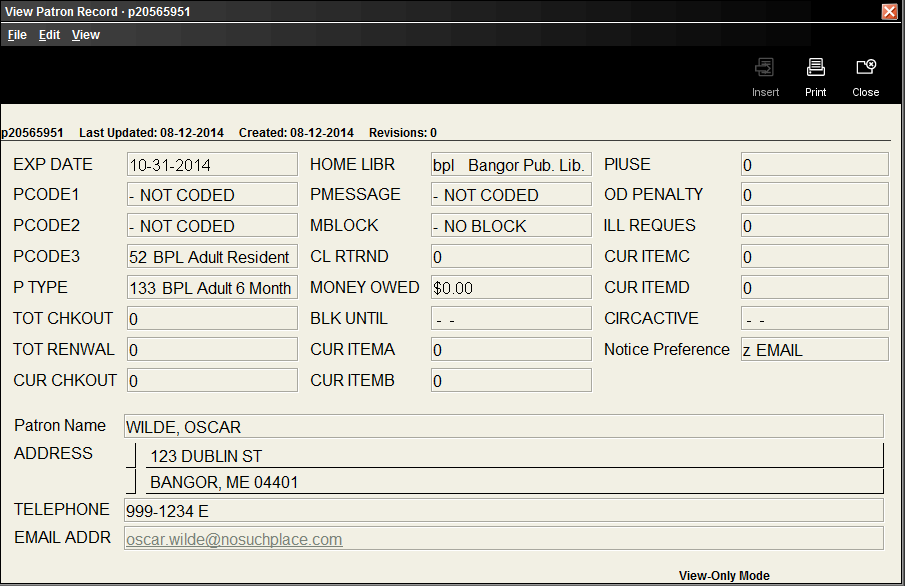 View Patron Record · p20565951
File Edit View
Insert Print Close
p20565951 Last Updated: 08-12-2014 Created: 08-12-2014 Revisions: 0
EXP DATE 10-31-2014 HOME LIBR bpl Bangor Pub. Lib. PIUSE 0
PCODE1 - NOT CODED PMESSAGE - NOT CODED OD PENALTY 0
PCODE2 - NOT CODED MBLOCK - NO BLOCK ILL REQUES 0
PCODE3 52 BPL Adult Resident CL RTRND 0 CUR ITEMC 0
P TYPE 133 BPL Adult 6 Month MONEY OWED $0.00 CUR ITEMD 0
TOT CHKOUT 0 BLK UNTIL - - CIRCACTIVE - -
TOT RENWAL 0 CUR ITEMA 0 Notice Preference z EMAIL
CUR CHKOUT 0 CUR ITEMB 0
Patron Name WILDE, OSCAR
ADDRESS 123 DUBLIN ST
BANGOR, ME 04401
TELEPHONE 999-1234 E
EMAIL ADDR oscar.wilde@nosuchplace.com
View-Only Mode